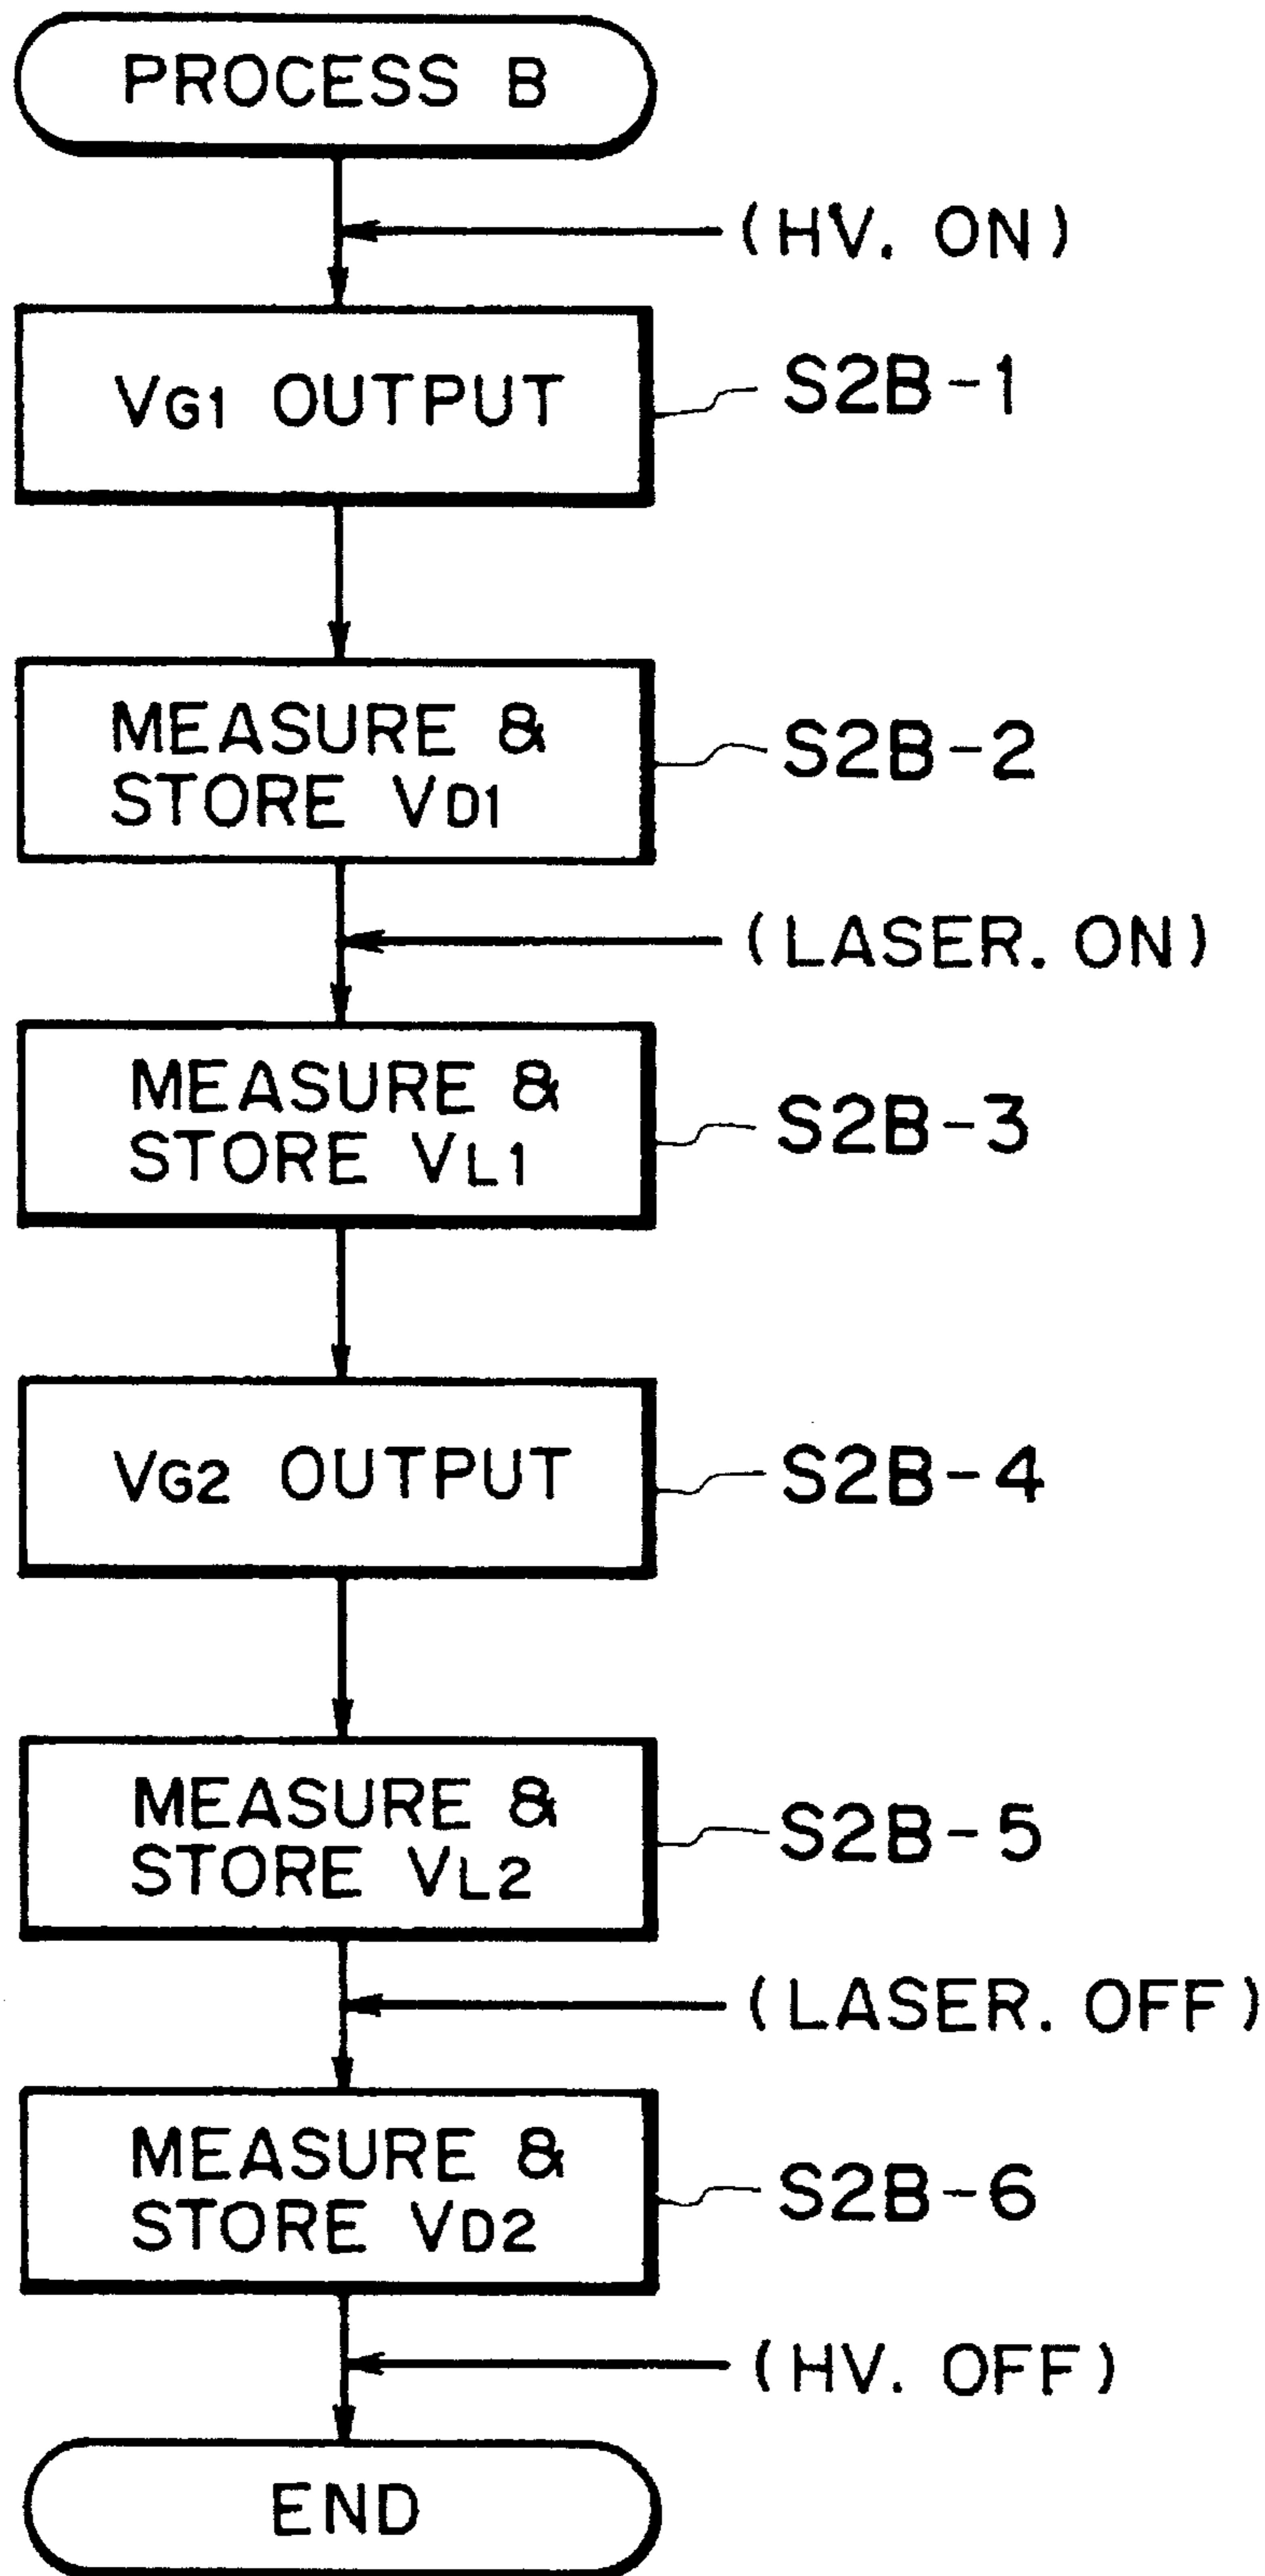 PROCESS B
(HV. ON)
VG1 OUTPUT
S2B-1
MEASURE &
STORE VD1
S2B-2
(LASER. ON)
MEASURE &
STORE VL1
S2B-3
VG2 OUTPUT
S2B-4
MEASURE &
STORE VL2
S2B-5
(LASER. OFF)
MEASURE &
STORE VD2
S2B-6
(HV. OFF)
END